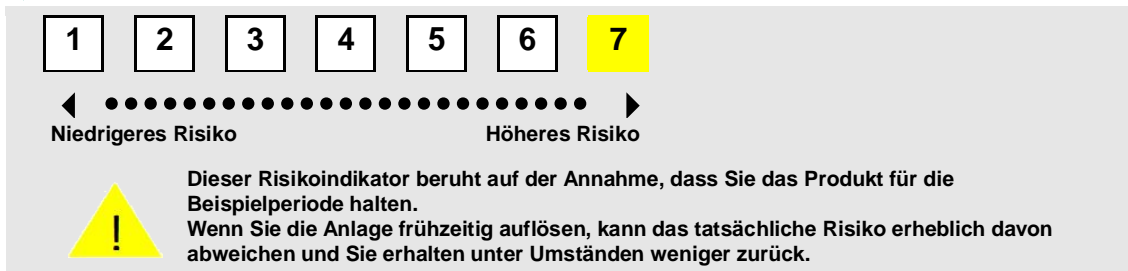 1 2 3 4 5 6 7
Niedrigeres Risiko Höheres Risiko
Dieser Risikoindikator beruht auf der Annahme, dass Sie das Produkt für die
Beispielperiode halten.
! Wenn Sie die Anlage frühzeitig auflösen, kann das tatsächliche Risiko erheblich davon
abweichen und Sie erhalten unter Umständen weniger zurück.